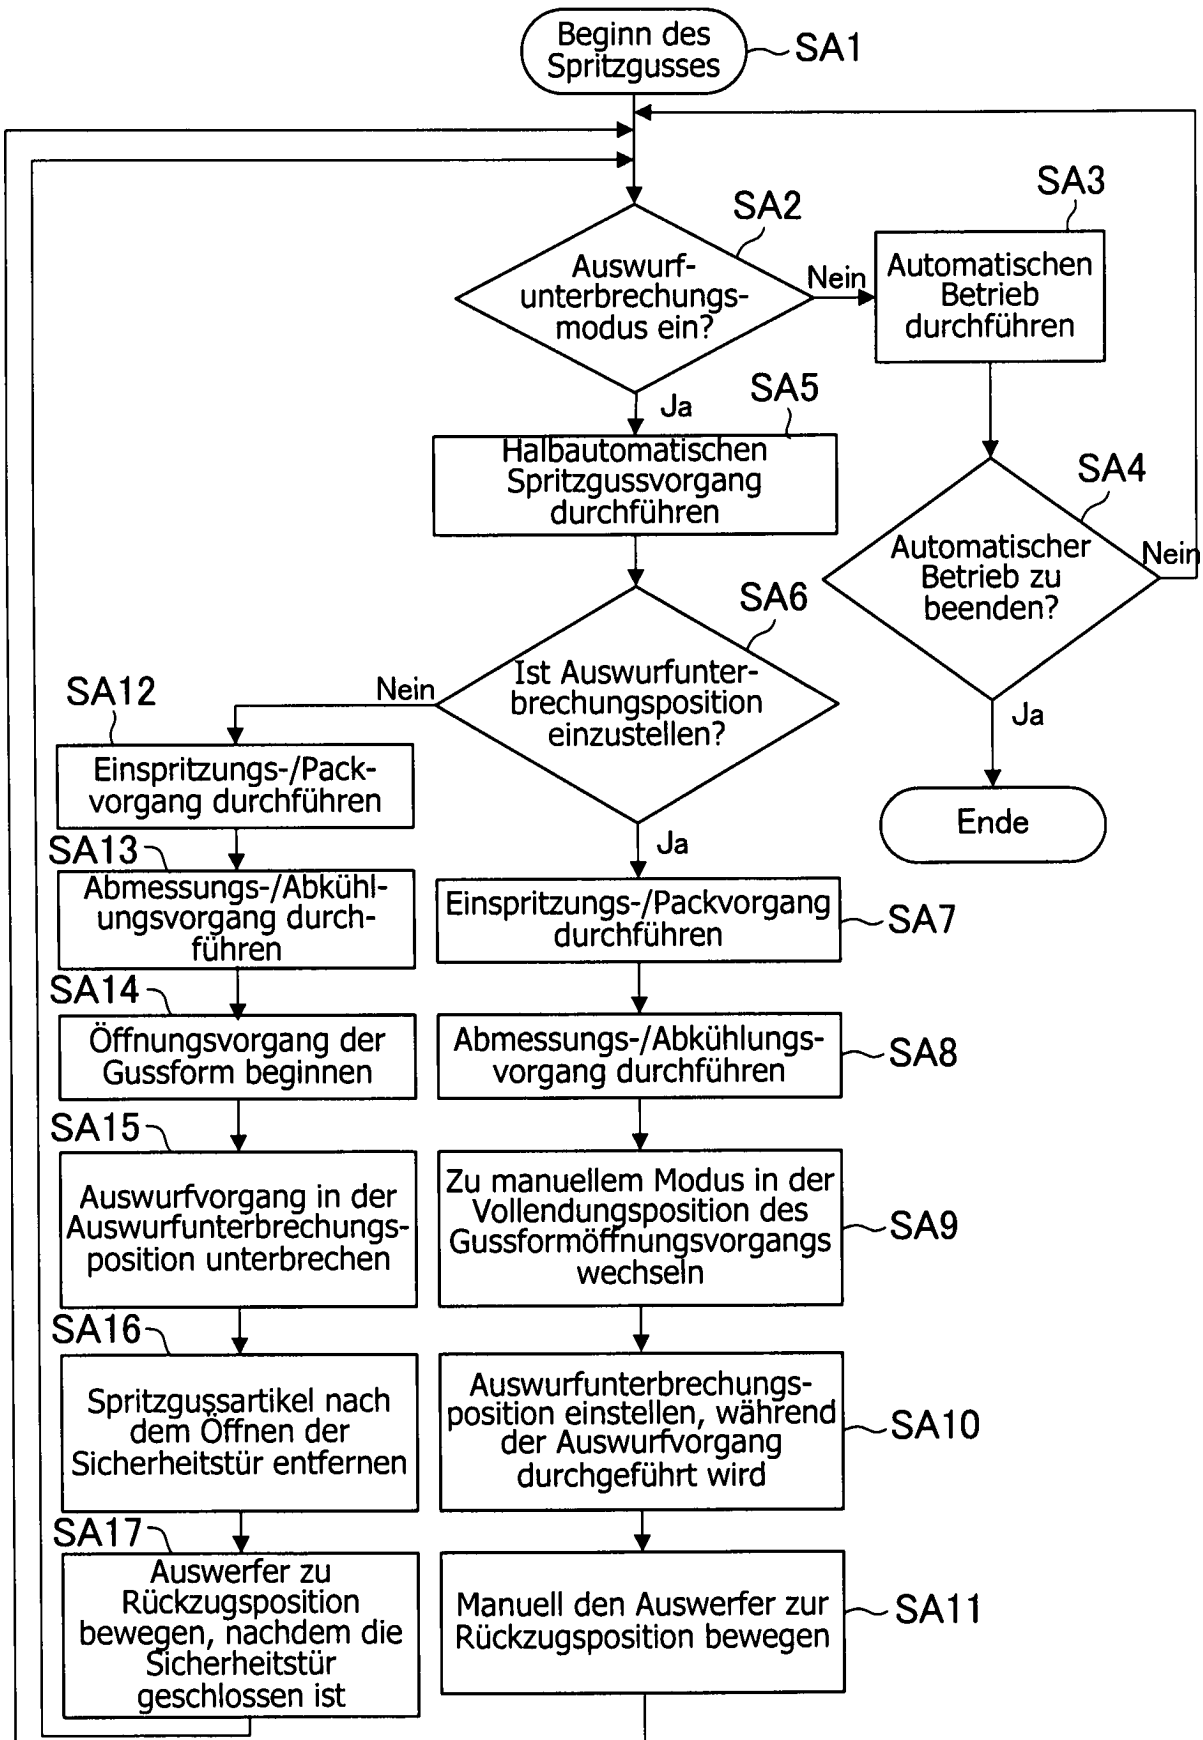 Beginn des
Spritzgusses
SA1
SA2
Auswurf-
unterbrechungs-
modus ein?
Nein
Ja
SA3
Automatischen
Betrieb
durchführen
SA4
Automatischer
Betrieb zu
beenden?
Nein
Ja
Ende
SA5
Halbautomatischen
Spritzgussvorgang
durchführen
SA6
Ist Auswurfunter-
brechungsposition
einzustellen?
Nein
Ja
SA12
Einspritzungs-/Pack-
vorgang durchführen
SA13
Abmessungs-/Abkühl-
ungsvorgang durch-
führen
SA14
Öffnungsvorgang der
Gussform beginnen
SA15
Auswurfvorgang in der
Auswurfunterbrechungs-
position unterbrechen
SA16
Spritzgussartikel nach
dem Öffnen der
Sicherheitstür entfernen
SA17
Auswerfer zu
Rückzugsposition
bewegen, nachdem die
Sicherheitstür
geschlossen ist
Einspritzungs-/Packvorgang
durchführen
SA7
Abmessungs-/Abkühlungs-
vorgang durchführen
SA8
Zu manuellem Modus in der
Vollendungsposition des
Gussformöffnungsvorgangs
wechseln
SA9
Auswurfunterbrechungs-
position einstellen, während
der Auswurfvorgang
durchgeführt wird
SA10
Manuell den Auswerfer zur
Rückzugsposition bewegen
SA11